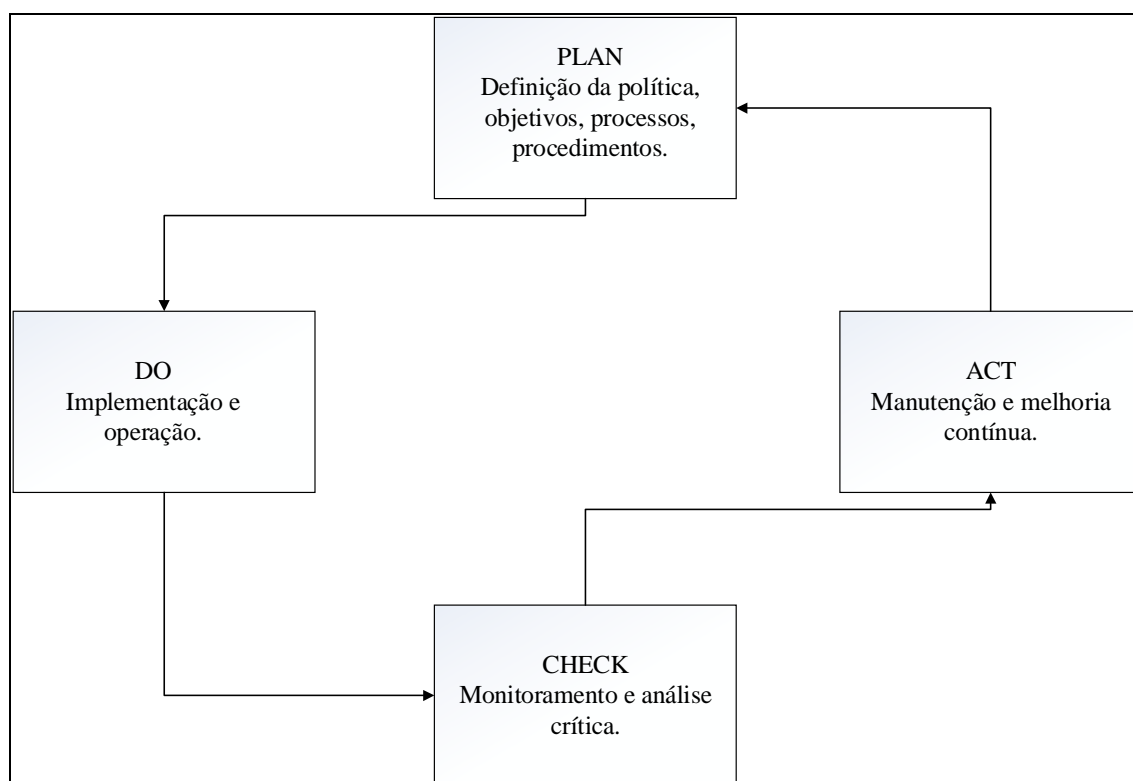 PLAN
Definição da política,
objetivos, processos,
procedimentos.
DO
Implementação e
operação.
ACT
Manutenção e melhoria
contínua.
CHECK
Monitoramento e análise
crítica.